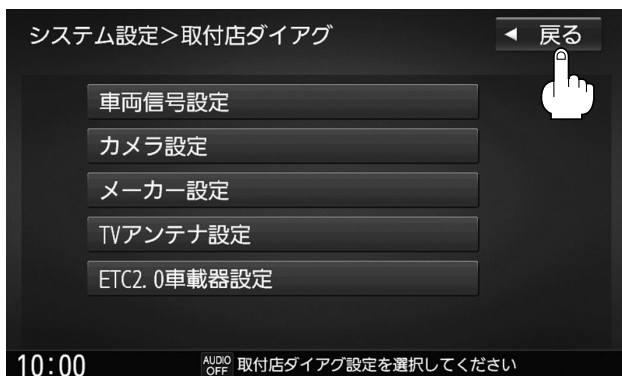 システム設定＞取付店ダイアグ
◀ 戻る
車両信号設定
カメラ設定
メーカー設定
TVアンテナ設定
ETC2.0車載器設定
10:00
AUDIO OFF 取付店ダイアグ設定を選択してください